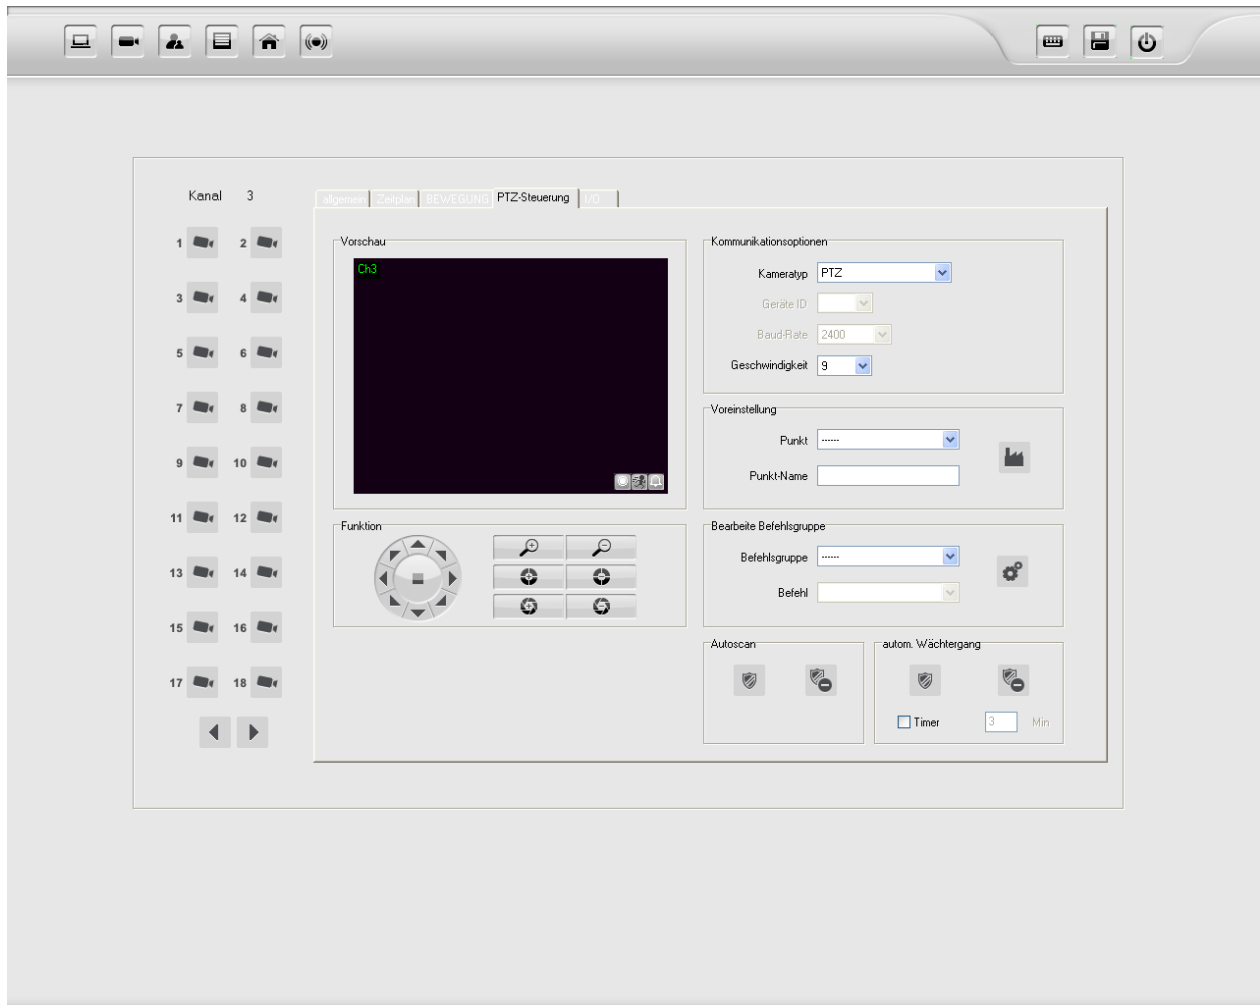 Kanal 3
allgemein Zeitplan BEWEGUNG PTZ-Steuerung I/O
1 2
3 4
5 6
7 8
9 10
11 12
13 14
15 16
17 18
Vorschau
Ch3
Funktion
Kommunikationsoptionen
Kameratyp PTZ
Geräte ID
Baud-Rate 2400
Geschwindigkeit 9
Voreinstellung
Punkt ------
Punkt-Name
Bearbeite Befehlsgruppe
Befehlsgruppe ------
Befehl
Autoscan
autom. Wächtergang
Timer 3 Min